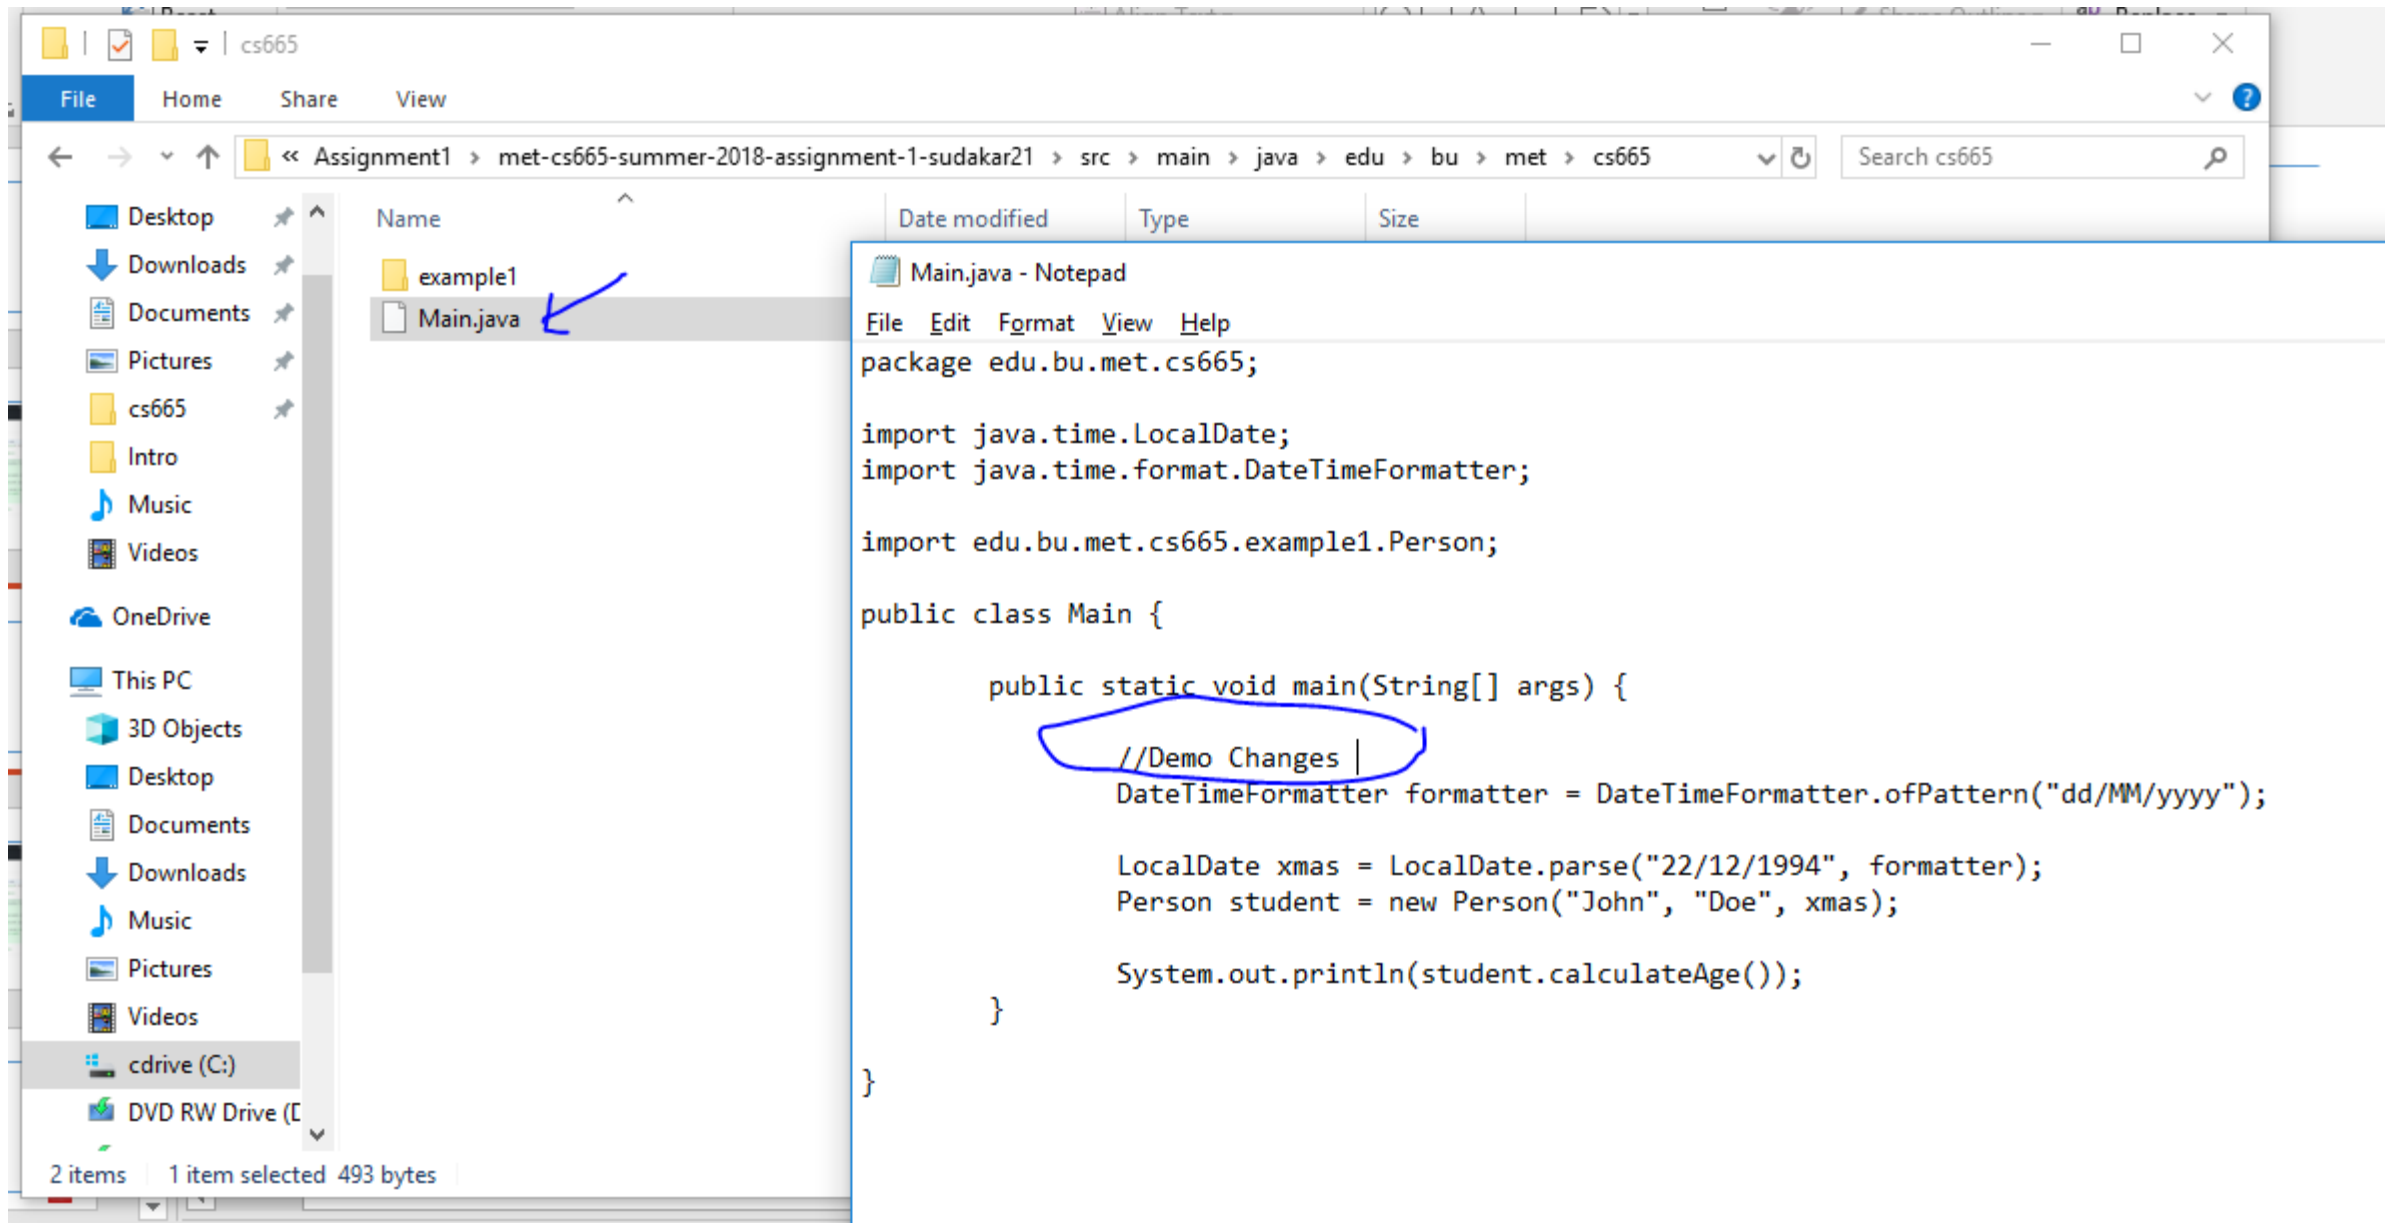 cs665
File Home Share View
« Assignment1 > met-cs665-summer-2018-assignment-1-sudakar21 > src > main > java > edu > bu > met > cs665
Search cs665
Desktop
Downloads
Documents
Pictures
cs665
Intro
Music
Videos
OneDrive
This PC
3D Objects
Desktop
Documents
Downloads
Music
Pictures
Videos
cdrive (C:)
DVD RW Drive (D
Name Date modified Type Size
example1
Main.java
2 items 1 item selected 493 bytes
Main.java - Notepad
File Edit Format View Help
package edu.bu.met.cs665;
import java.time.LocalDate;
import java.time.format.DateTimeFormatter;
import edu.bu.met.cs665.example1.Person;
public class Main {
public static void main(String[] args) {
//Demo Changes
DateTimeFormatter formatter = DateTimeFormatter.ofPattern("dd/MM/yyyy");
LocalDate xmas = LocalDate.parse("22/12/1994", formatter);
Person student = new Person("John", "Doe", xmas);
System.out.println(student.calculateAge());
}
}